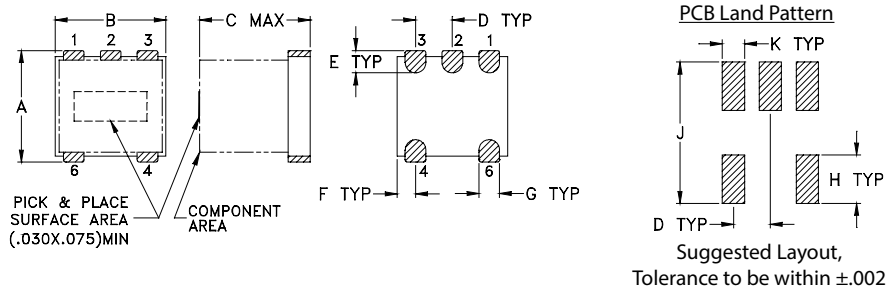 B
C MAX
D TYP
PCB Land Pattern
K TYP
1 2 3
3 2 1
E TYP
A
J
6 4
4 6
H TYP
F TYP
G TYP
PICK & PLACE
SURFACE AREA
(.030X.075)MIN
COMPONENT
AREA
D TYP
Suggested Layout,
Tolerance to be within ±.002